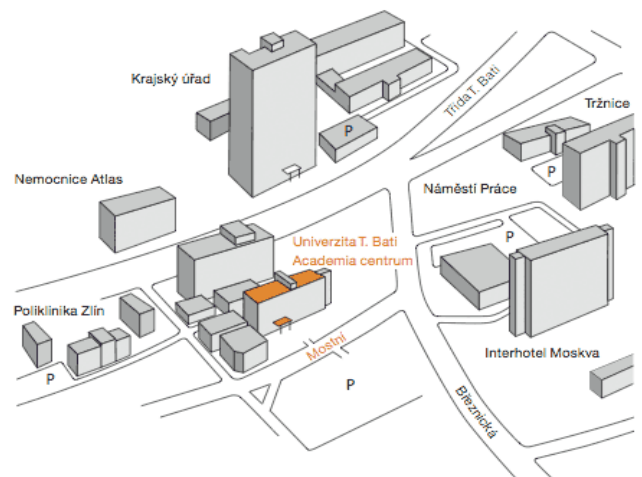 Krajský úřad
Třída T. Bati
Tržnice
P
P
Nemocnice Atlas
Náměstí Práce
P
Univerzita T. Bati
Academia centrum
Poliklinika Zlín
Mostní
Interhotel Moskva
P
P
Březnická